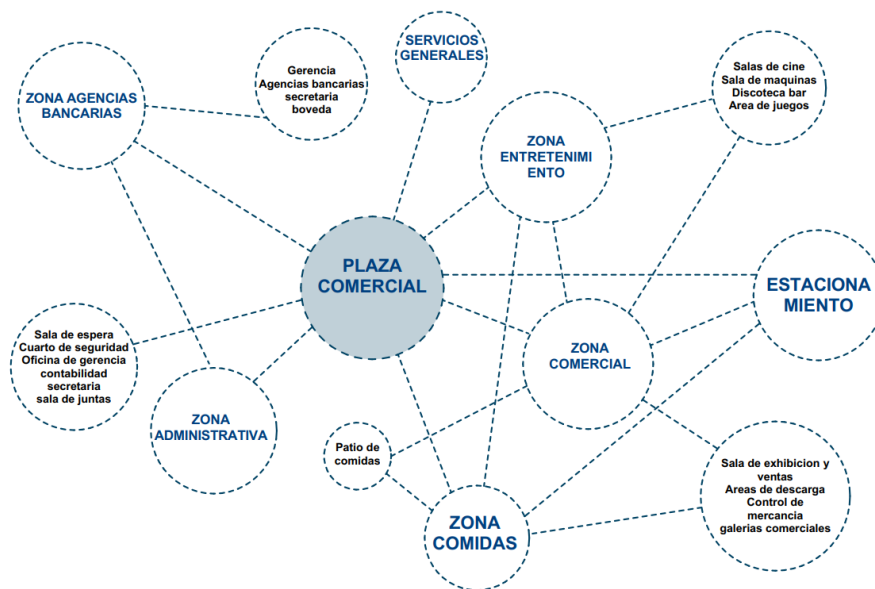 SERVICIOS
GENERALES
ZONA AGENCIAS
BANCARIAS
Gerencia
Agencias bancarias
secretaria
boveda
Salas de cine
Sala de maquinas
Discoteca bar
Area de juegos
ZONA
ENTRETENIMI
ENTO
PLAZA
COMERCIAL
ESTACIONA
MIENTO
Sala de espera
Cuarto de seguridad
Oficina de gerencia
contabilidad
secretaria
sala de juntas
ZONA
COMERCIAL
ZONA
ADMINISTRATIVA
Patio de
comidas
Sala de exhibicion y
ventas
Areas de descarga
Control de
mercancia
galerias comerciales
ZONA
COMIDAS